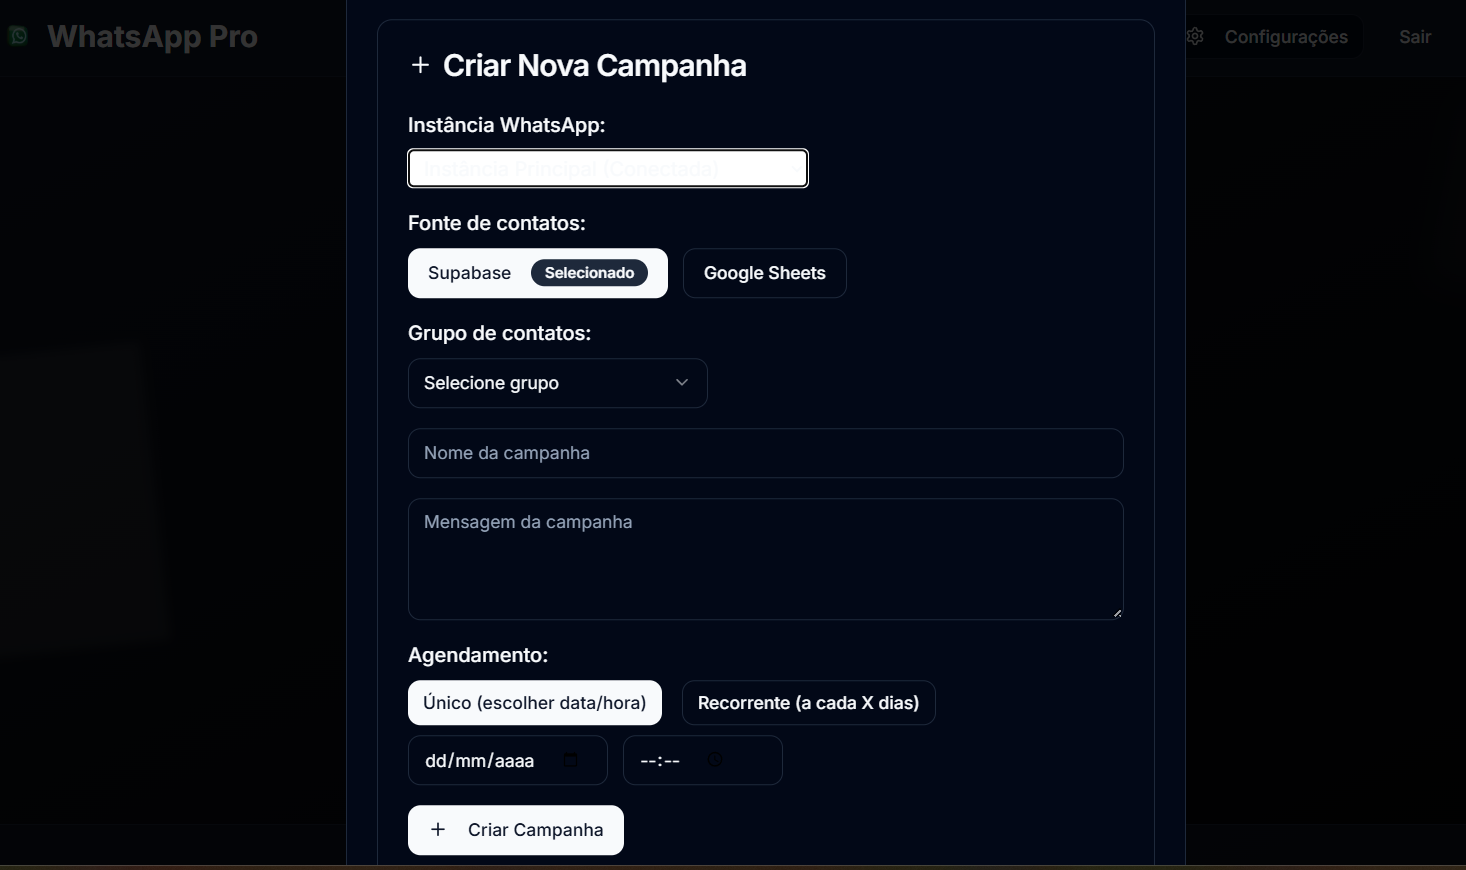 WhatsApp Pro
Configurações
Sair
+ Criar Nova Campanha
Instância WhatsApp:
Instância Principal (Conectada)
Fonte de contatos:
Supabase Selecionado
Google Sheets
Grupo de contatos:
Selecione grupo
Nome da campanha
Mensagem da campanha
Agendamento:
Único (escolher data/hora)
Recorrente (a cada X dias)
dd/mm/aaaa
--:--
+ Criar Campanha